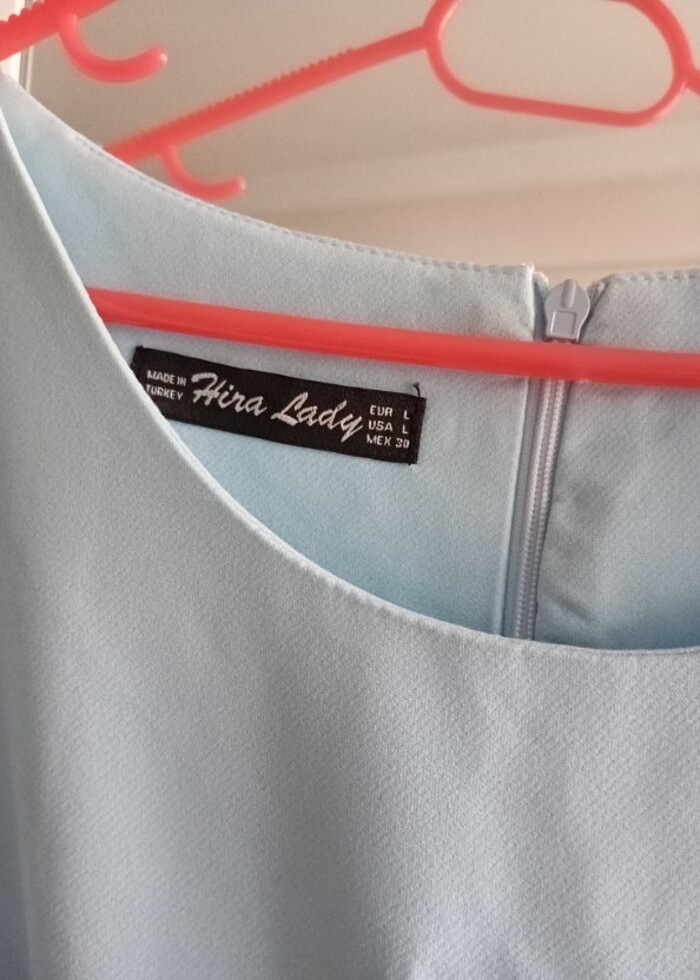 MADE IN
TURKEY
Hira Lady
EUR L
USA L
MEX 30